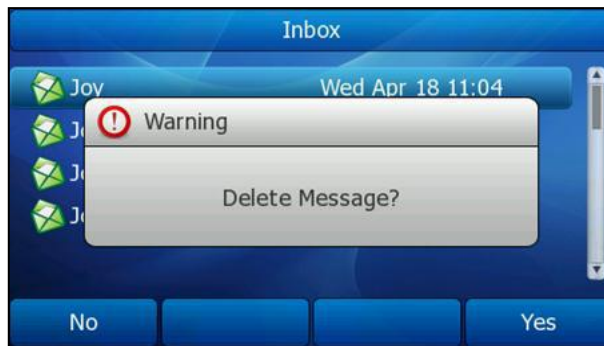 Inbox
Joy Wed Apr 18 11:04
Warning
Delete Message?
No Yes